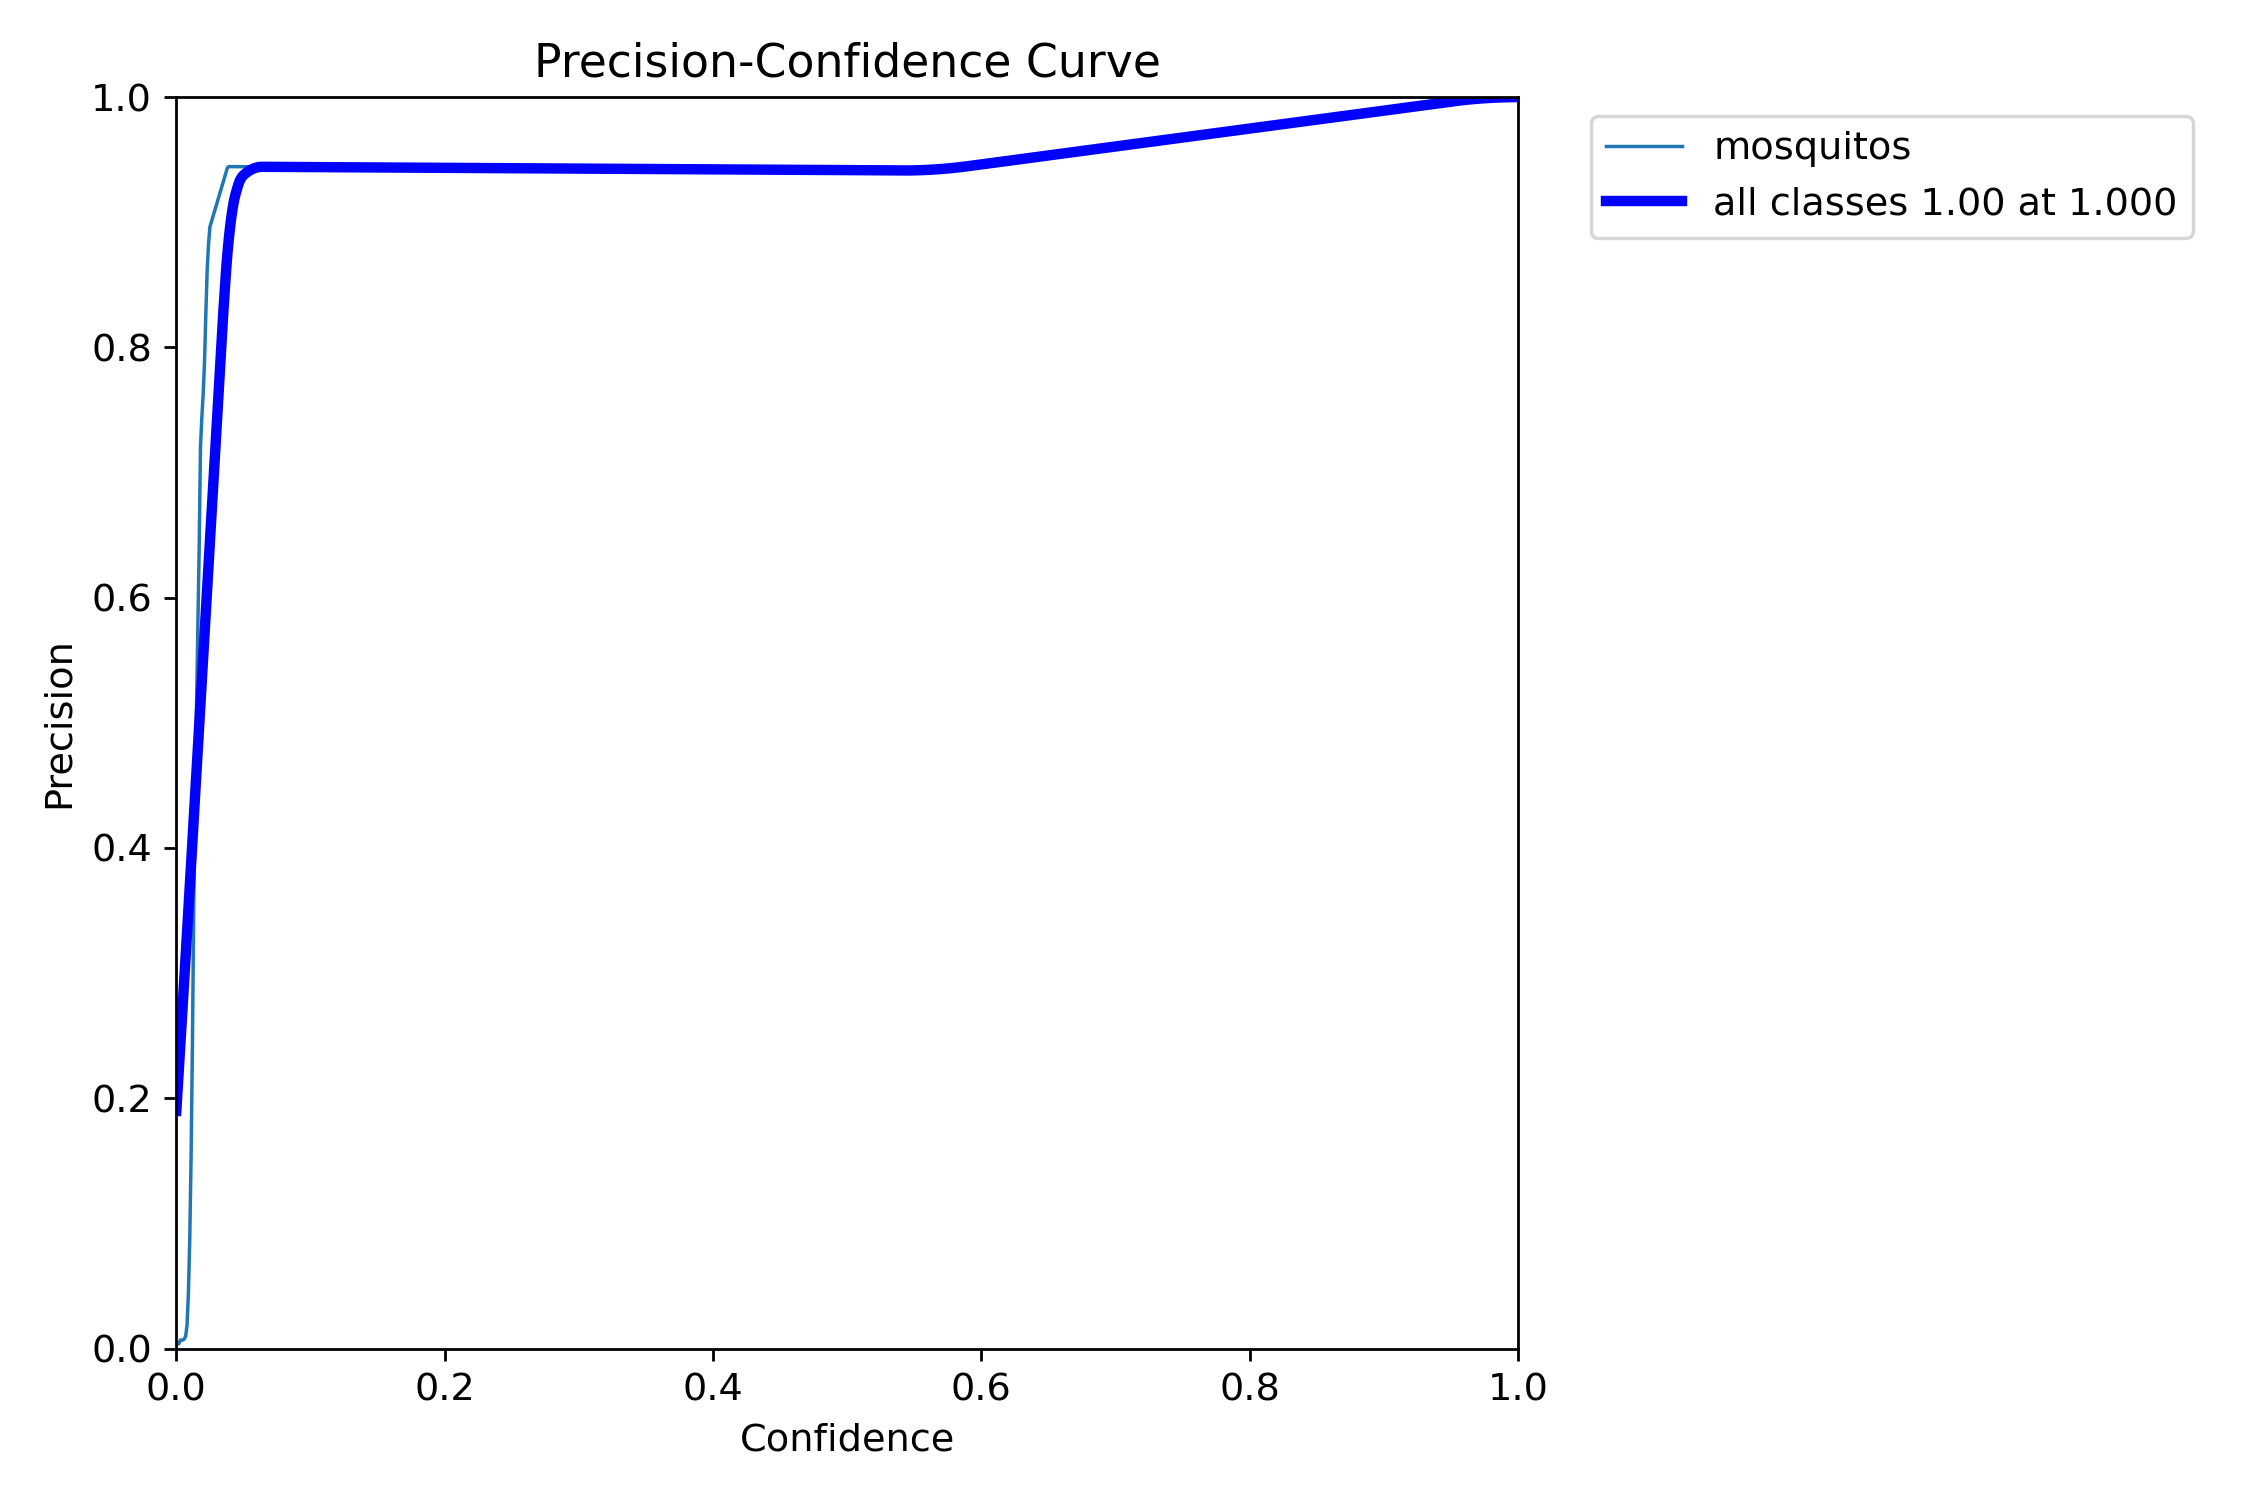 Precision-Confidence Curve
1.0
0.8
0.6
0.4
0.2
0.0
Precision
0.0 0.2 0.4 0.6 0.8 1.0
Confidence
mosquitos
all classes 1.00 at 1.000